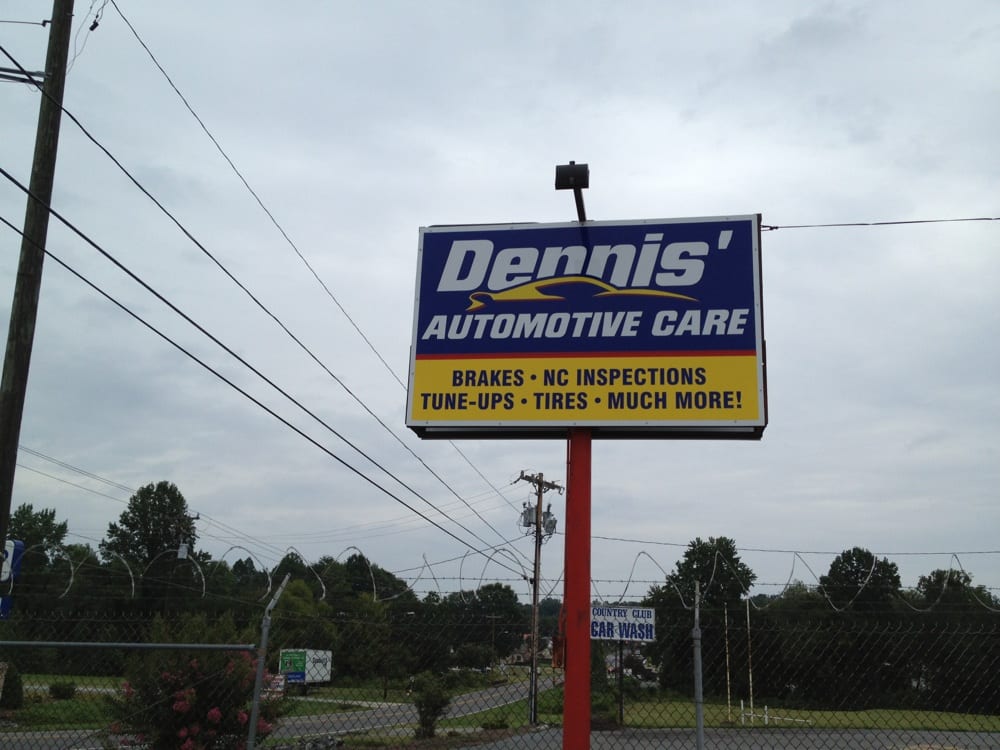 Dennis'
AUTOMOTIVE CARE
BRAKES • NC INSPECTIONS
TUNE-UPS • TIRES • MUCH MORE!
COUNTRY CLUB
CAR WASH